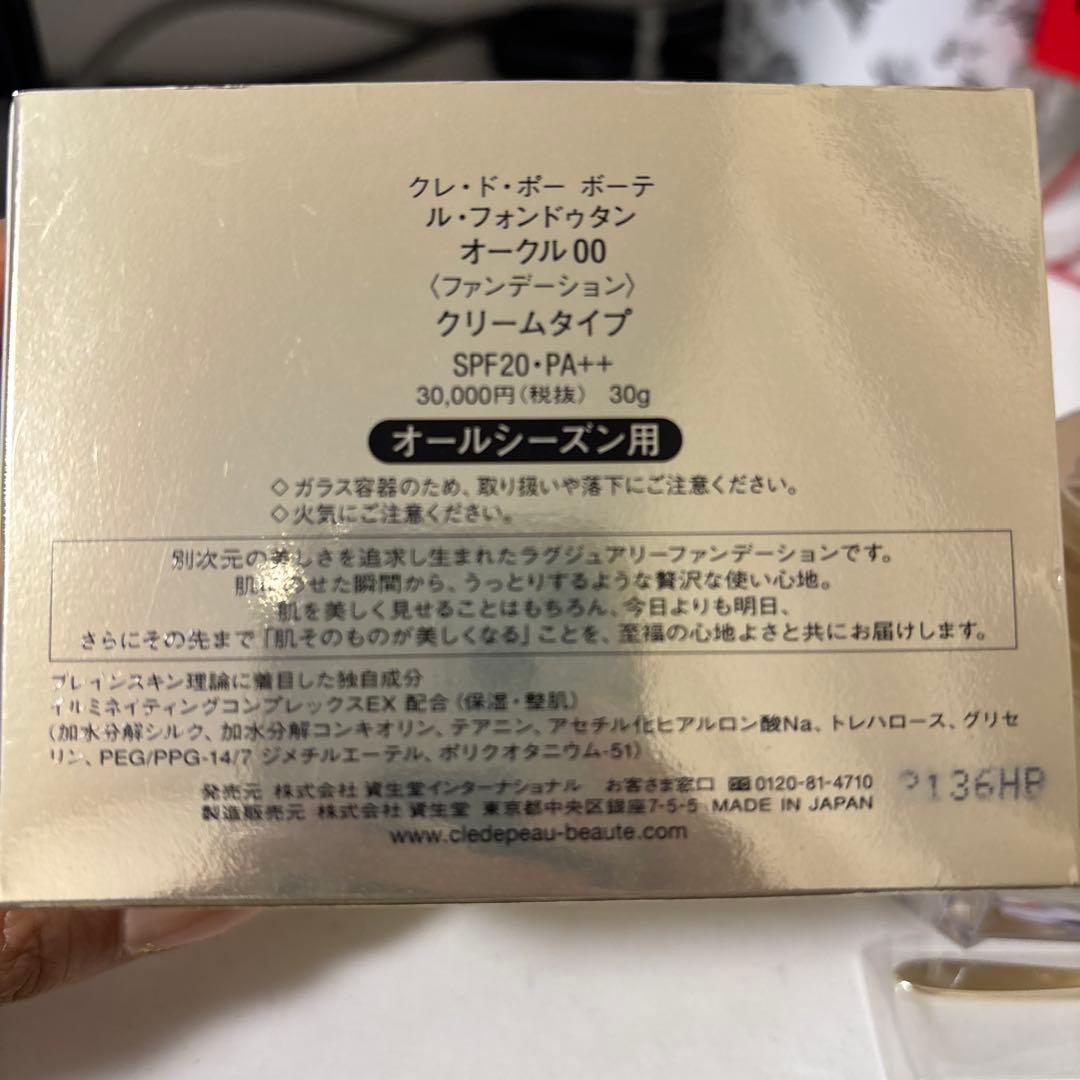 クレ・ド・ポー ボーテ
ル・フォンドゥタン
オークル00
〈ファンデーション〉
クリームタイプ
SPF20・PA++
30,000円(税抜) 30g
オールシーズン用
◇ガラス容器のため、取り扱いや落下にご注意ください。
◇火気にご注意ください。
別次元の美しさを追求し生まれたラグジュアリーファンデーションです。
肌にのせた瞬間から、うっとりするような贅沢な使い心地。
肌を美しく見せることはもちろん、今日よりも明日、
さらにその先まで「肌そのものが美しくなる」ことを、至福の心地よさと共にお届けします。
ブレインスキン理論に着目した独自成分
イルミネイティングコンプレックスEX 配合(保湿・整肌)
(加水分解シルク、加水分解コンキオリン、テアニン、アセチル化ヒアルロン酸Na、トレハロース、グリセ
リン、PEG/PPG-14/7 ジメチルエーテル、ポリクオタニウム-51)
発売元 株式会社 資生堂インターナショナル お客さま窓口 0120-81-4710
製造販売元 株式会社 資生堂 東京都中央区銀座7-5-5 MADE IN JAPAN
www.cledepeau-beaute.com